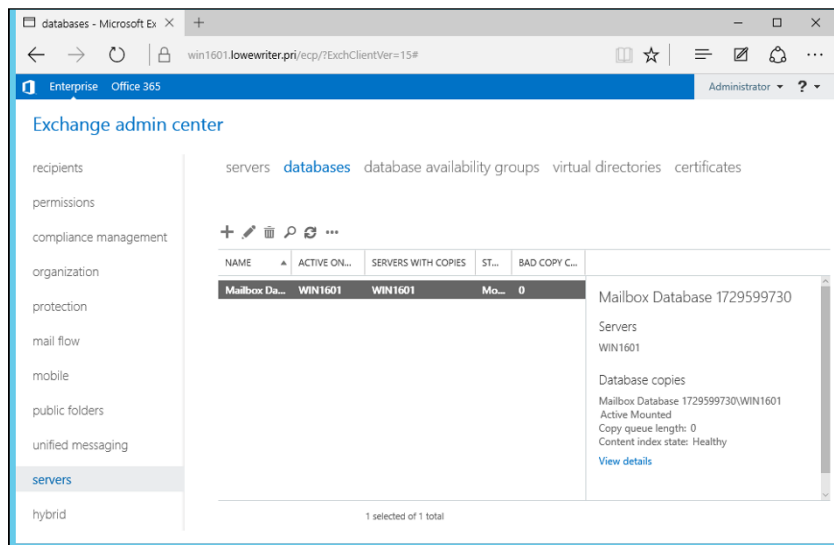 databases - Microsoft Ex
win1601.lowewriter.pri/ecp/?ExchClientVer=15#
Enterprise Office 365 Administrator ?
Exchange admin center
recipients
permissions
compliance management
organization
protection
mail flow
mobile
public folders
unified messaging
servers
hybrid
servers databases database availability groups virtual directories certificates
NAME ACTIVE ON... SERVERS WITH COPIES ST... BAD COPY C...
Mailbox Da... WIN1601 WIN1601 Mo... 0
1 selected of 1 total
Mailbox Database 1729599730
Servers
WIN1601
Database copies
Mailbox Database 1729599730\WIN1601
Active Mounted
Copy queue length: 0
Content index state: Healthy
View details